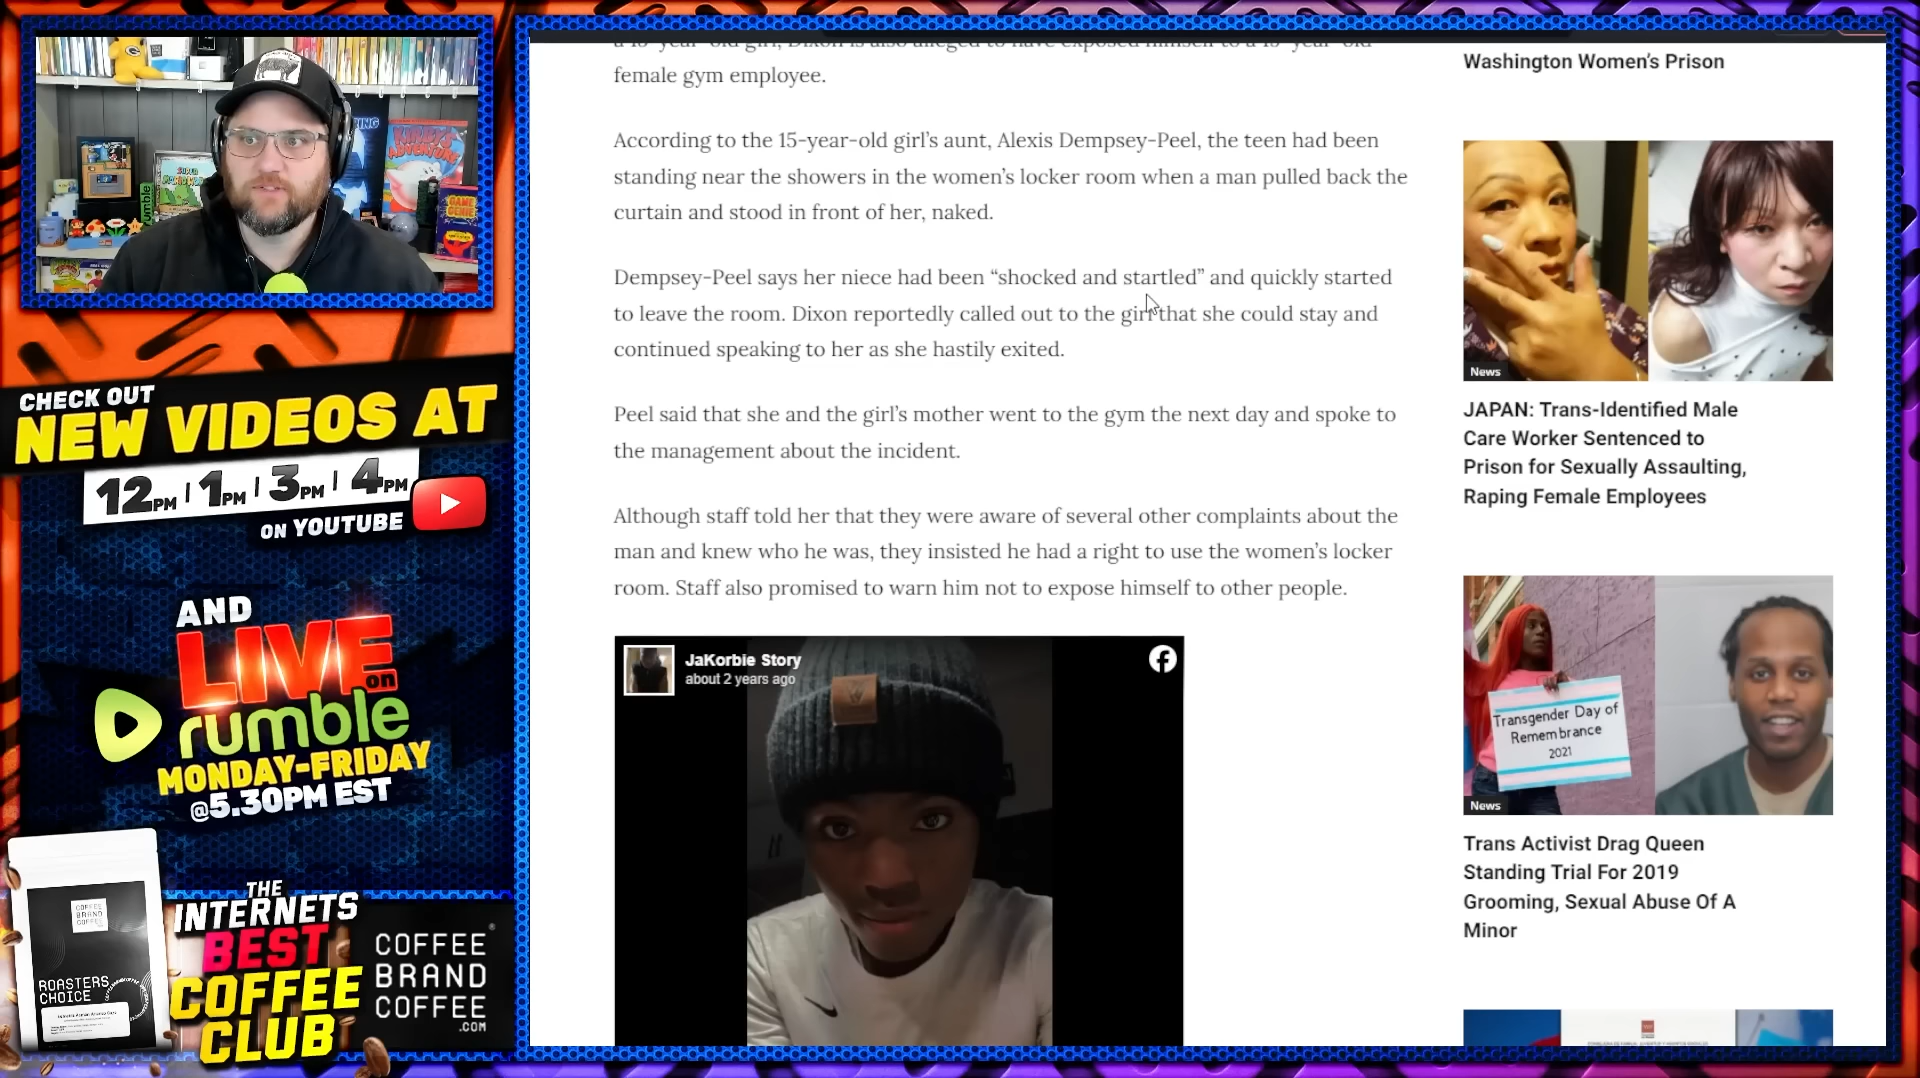 CHECK OUT
NEW VIDEOS AT
12PM | 1PM | 3PM | 4PM
ON YOUTUBE
AND
LIVE
on
rumble
MONDAY-FRIDAY
@5.30PM EST
THE
INTERNETS
BEST
COFFEE
CLUB
COFFEE
BRAND
COFFEE
.COM
ROASTERS
CHOICE
COFFEE
BRAND
COFFEE
KIRBY'S
ADVENTURE
GAME
GENIE
rumble
female gym employee.
According to the 15-year-old girl's aunt, Alexis Dempsey-Peel, the teen had been
standing near the showers in the women's locker room when a man pulled back the
curtain and stood in front of her, naked.
Dempsey-Peel says her niece had been “shocked and startled” and quickly started
to leave the room. Dixon reportedly called out to the girl that she could stay and
continued speaking to her as she hastily exited.
Peel said that she and the girl's mother went to the gym the next day and spoke to
the management about the incident.
Although staff told her that they were aware of several other complaints about the
man and knew who he was, they insisted he had a right to use the women's locker
room. Staff also promised to warn him not to expose himself to other people.
JaKorbie Story
about 2 years ago
Washington Women's Prison
News
JAPAN: Trans-Identified Male
Care Worker Sentenced to
Prison for Sexually Assaulting,
Raping Female Employees
Transgender Day of
Remembrance
2021
News
Trans Activist Drag Queen
Standing Trial For 2019
Grooming, Sexual Abuse Of A
Minor